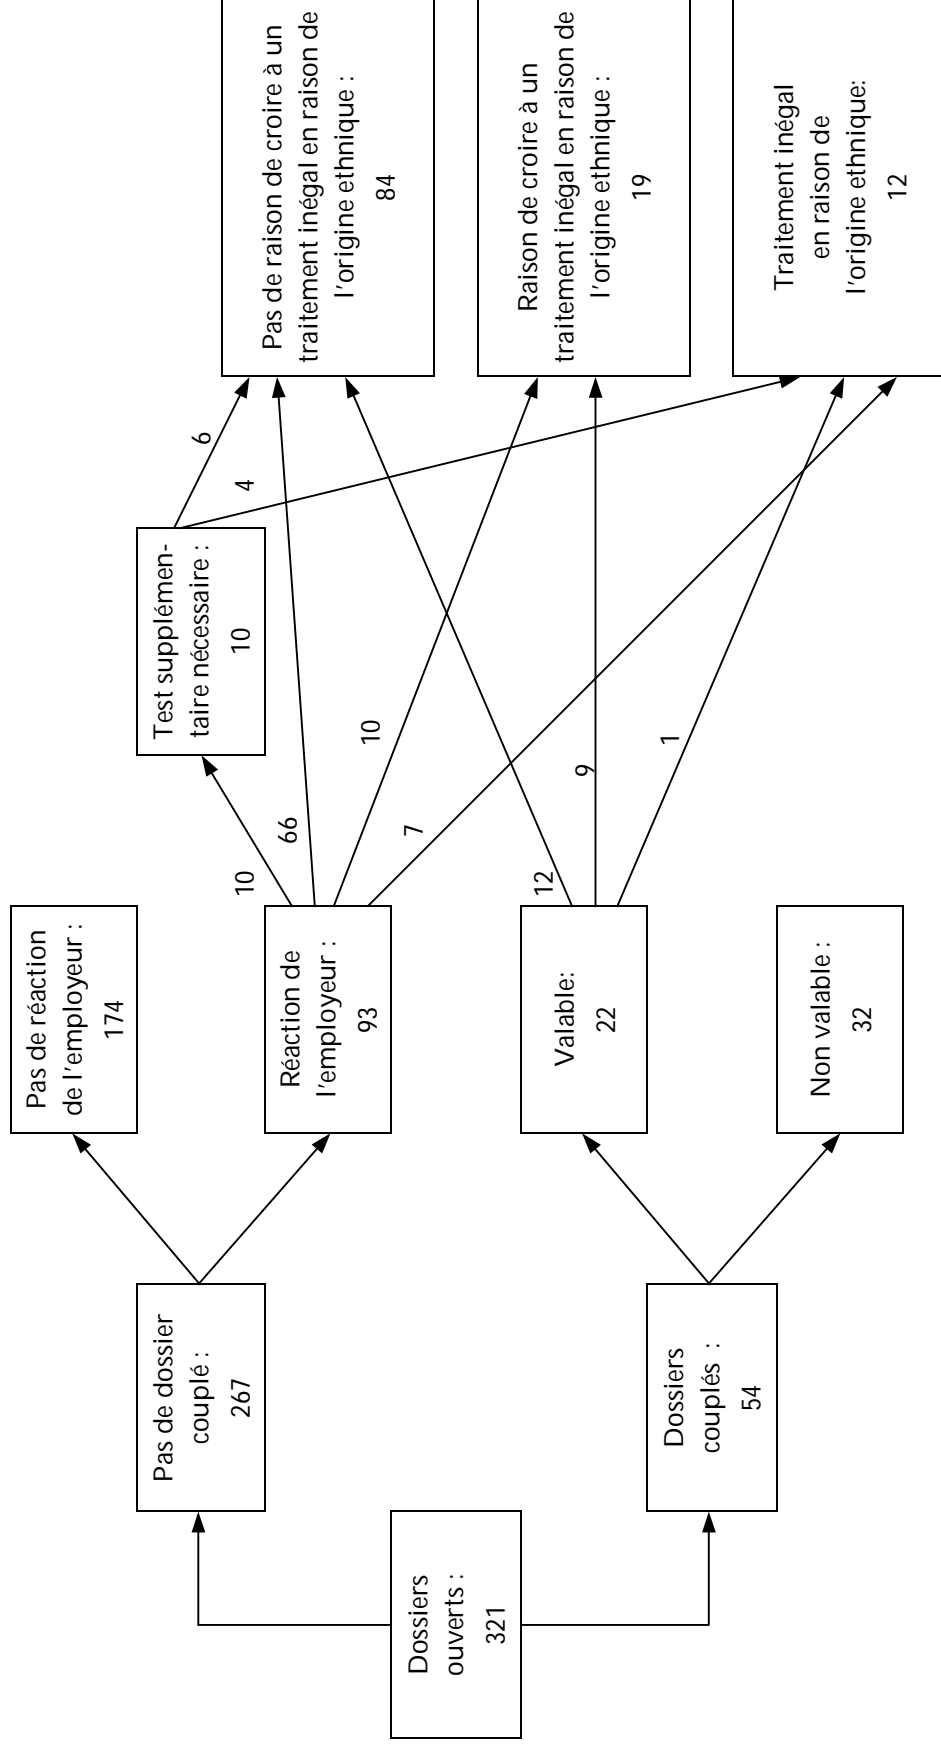 Dossiers
ouverts :
321
Pas de dossier
couplé :
267
Dossiers
couplés :
54
Pas de réaction
de l'employeur :
174
Réaction de
l'employeur :
93
Valable:
22
Non valable :
32
10
66
10
7
12
9
1
Test supplémen-
taire nécessaire :
10
6
4
Pas de raison de croire à un
traitement inégal en raison de
l'origine ethnique :
84
Raison de croire à un
traitement inégal en raison de
l'origine ethnique :
19
Traitement inégal
en raison de
l'origine ethnique:
12